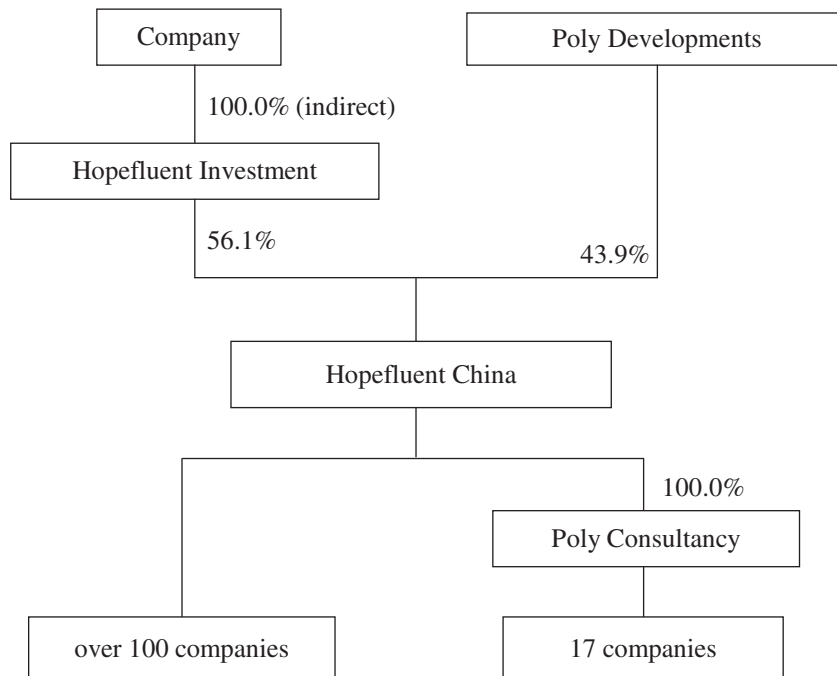 Company
Poly Developments
100.0% (indirect)
Hopefluent Investment
56.1%
43.9%
Hopefluent China
100.0%
Poly Consultancy
over 100 companies
17 companies